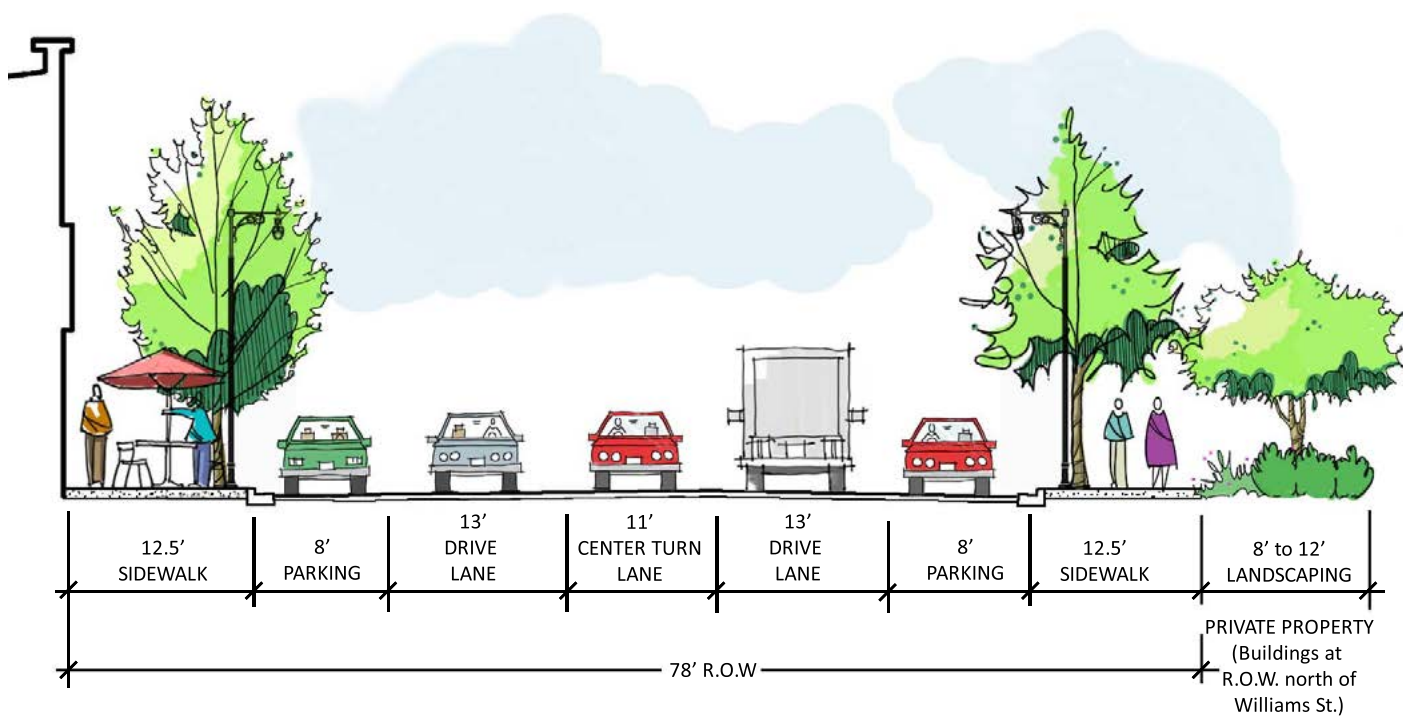 12.5’
SIDEWALK
8’
PARKING
13’
DRIVE
LANE
11’
CENTER TURN
LANE
13’
DRIVE
LANE
8’
PARKING
12.5’
SIDEWALK
8’ to 12’
LANDSCAPING
PRIVATE PROPERTY
(Buildings at
R.O.W. north of
Williams St.)
78’ R.O.W